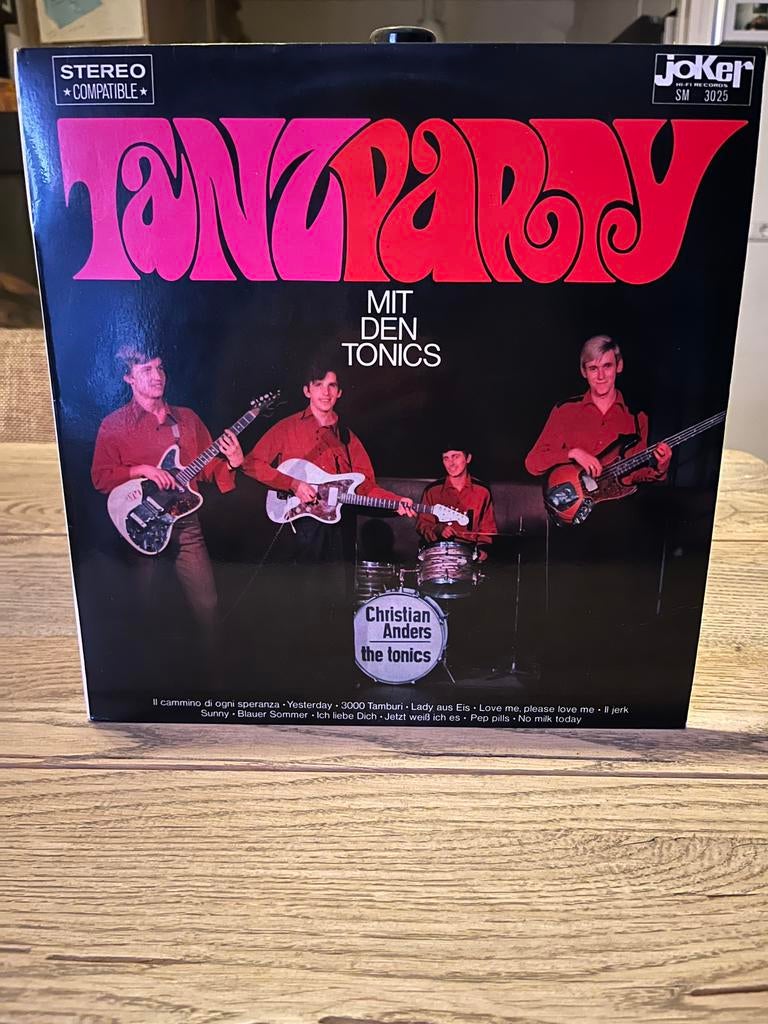 STEREO
★ COMPATIBLE ★
joKer
HI-FI RECORDS
SM 3025
TaNZPaRTY
MIT
DEN
TONICS
Christian
Anders
the tonics
Il cammino di ogni speranza • Yesterday • 3000 Tamburi • Lady aus Eis • Love me, please love me • Il jerk
Sunny • Blauer Sommer • Ich liebe Dich • Jetzt weiß ich es • Pep pills • No milk today